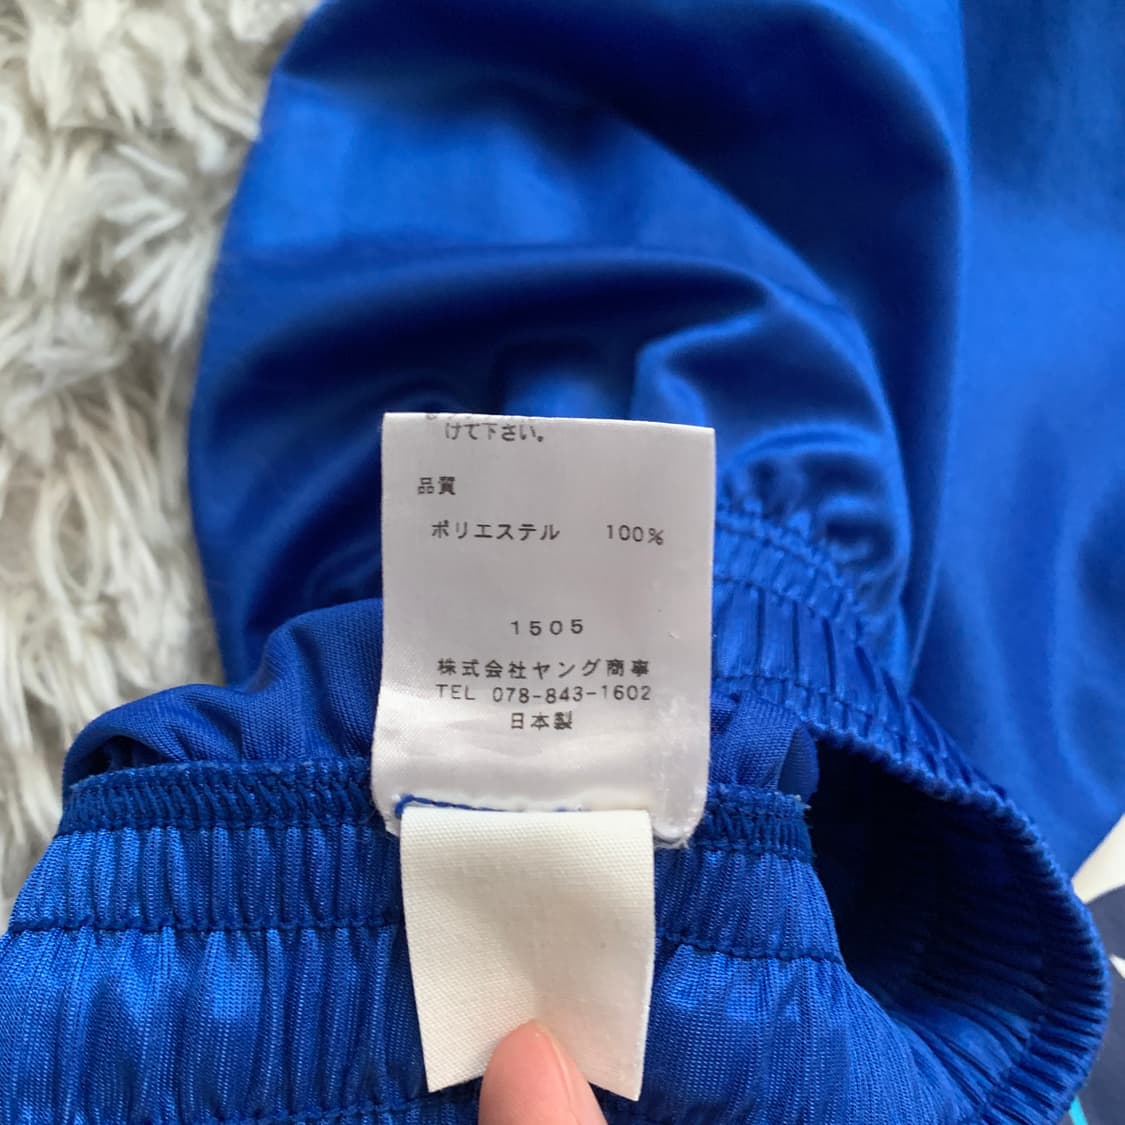 けて下さい。
品質
ポリエステル 100%
1505
株式会社ヤング商事
TEL 078-843-1602
日本製